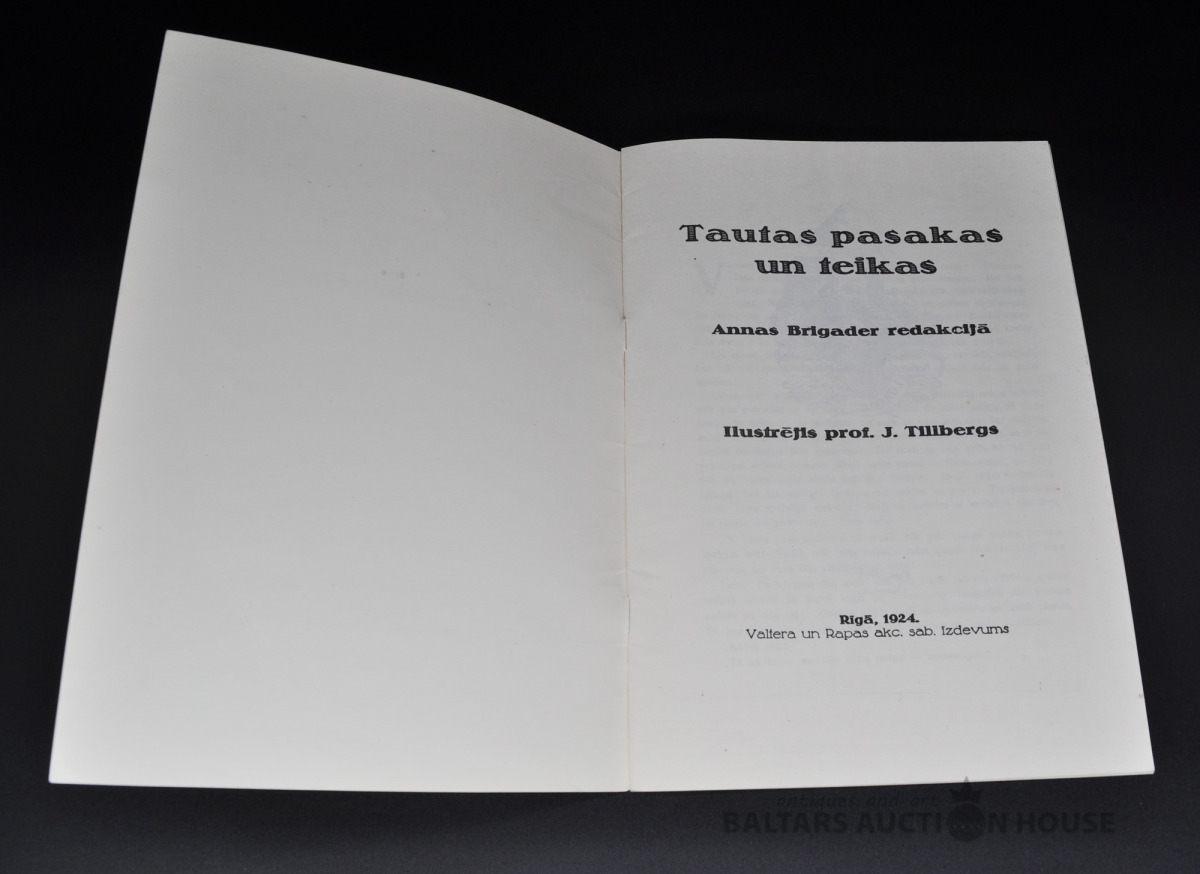 Tautas pasakas
un teikas
Annas Brigader redakcijā
Ilustrējis prof. J. Tillbergs
Rīgā, 1924.
Valtera un Rapas akc. sab. Izdevums
antiques and art
BALTARS AUCTION HOUSE